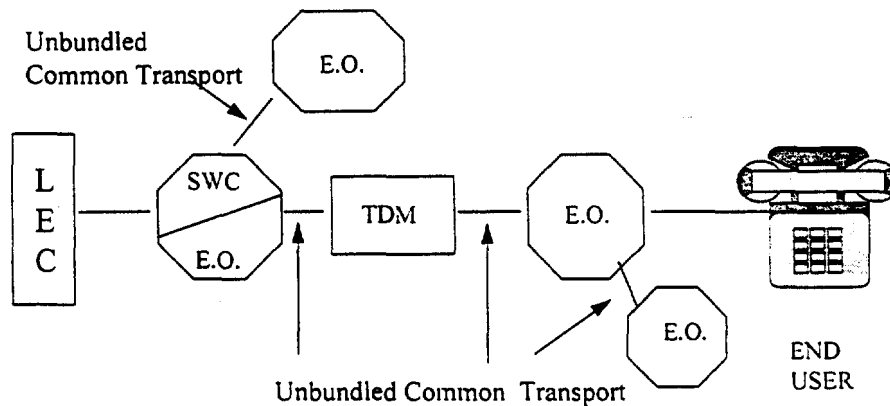 Unbundled
Common Transport
E.O.
L
E
C
SWC
E.O.
TDM
E.O.
E.O.
END
USER
Unbundled Common Transport